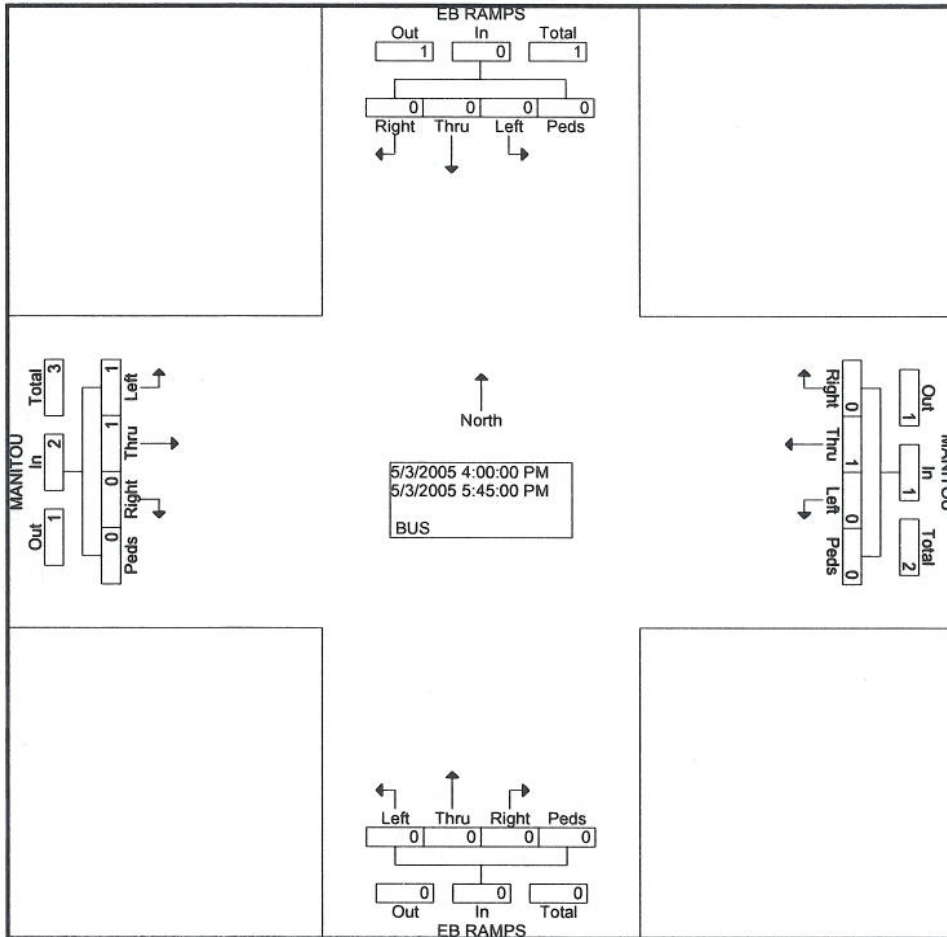 EB RAMPS
Out In Total
1 0 1
0 0 0 0
Right Thru Left Peds
MANITOU
Total In Out
3 2 1
1 1 0 0
Left Thru Right Peds
North
5/3/2005 4:00:00 PM
5/3/2005 5:45:00 PM
BUS
Right Thru Left Peds
0 1 0 0
Out In Total
1 1 2
MANITOU
Left Thru Right Peds
0 0 0 0
0 0 0
Out In Total
EB RAMPS